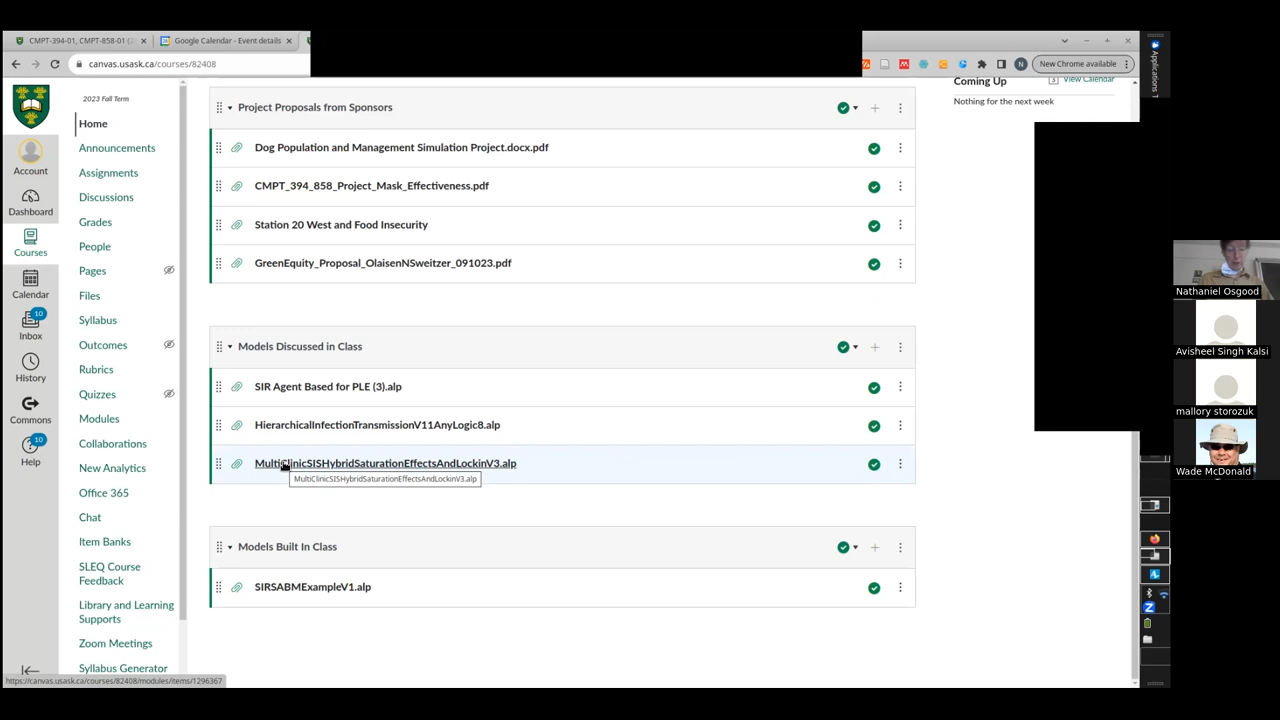 CMPT-394-01, CMPT-858-01 (2
Google Calendar - Event details
canvas.usask.ca/courses/82408
N
New Chrome available
Applications
2023 Fall Term
Home
Announcements
Assignments
Discussions
Grades
People
Pages
Files
Syllabus
Outcomes
Rubrics
Quizzes
Modules
Collaborations
New Analytics
Office 365
Chat
Item Banks
SLEQ Course
Feedback
Library and Learning
Supports
Zoom Meetings
Syllabus Generator
Account
Dashboard
Courses
Calendar
10
Inbox
History
Commons
10
Help
Project Proposals from Sponsors
Dog Population and Management Simulation Project.docx.pdf
CMPT_394_858_Project_Mask_Effectiveness.pdf
Station 20 West and Food Insecurity
GreenEquity_Proposal_OlaisenNSweitzer_091023.pdf
Models Discussed in Class
SIR Agent Based for PLE (3).alp
HierarchicalInfectionTransmissionV11AnyLogic8.alp
MultiClinicSISHybridSaturationEffectsAndLockinV3.alp
MultiClinicSISHybridSaturationEffectsAndLockinV3.alp
Models Built In Class
SIRSABMExampleV1.alp
Coming Up
3 View Calendar
Nothing for the next week
Nathaniel Osgood
Avisheel Singh Kalsi
mallory storozuk
Wade McDonald
https://canvas.usask.ca/courses/82408/modules/items/1296367